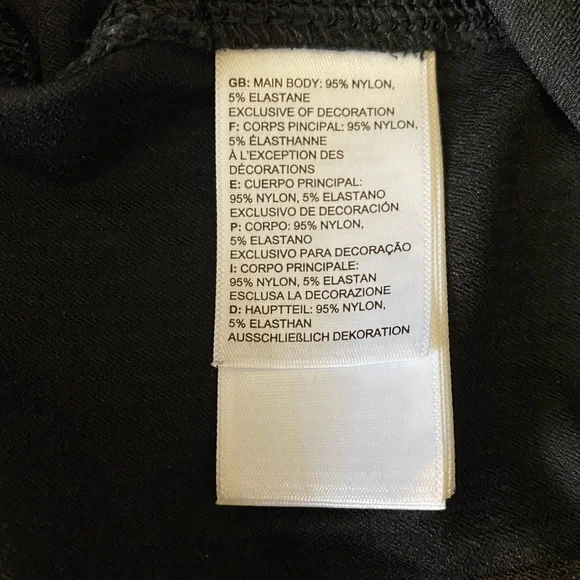 GB: MAIN BODY: 95% NYLON,
5% ELASTANE
EXCLUSIVE OF DECORATION
F: CORPS PINCIPAL: 95% NYLON,
5% ÉLASTHANNE
À L'EXCEPTION DES
DÉCORATIONS
E: CUERPO PRINCIPAL:
95% NYLON, 5% ELASTANO
EXCLUSIVO DE DECORACIÓN
P: CORPO: 95% NYLON,
5% ELASTANO
EXCLUSIVO PARA DECORAÇÃO
I: CORPO PRINCIPALE:
95% NYLON, 5% ELASTAN
ESCLUSA LA DECORAZIONE
D: HAUPTTEIL: 95% NYLON,
5% ELASTHAN
AUSSCHLIEßLICH DEKORATION